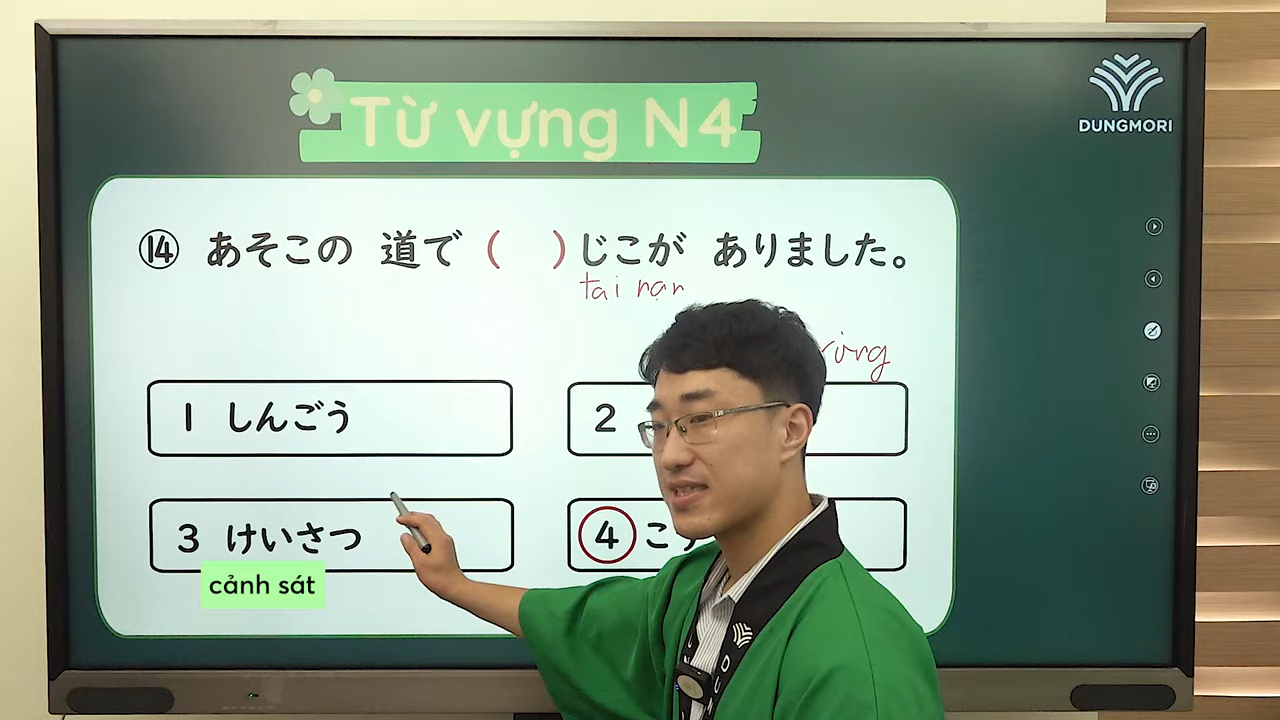 Từ vựng N4
DUNGMORI
⑭ あそこの 道で ( ) じこが ありました。
tai nạn
1 しんごう
2
3 けいさつ
4 こ
cảnh sát